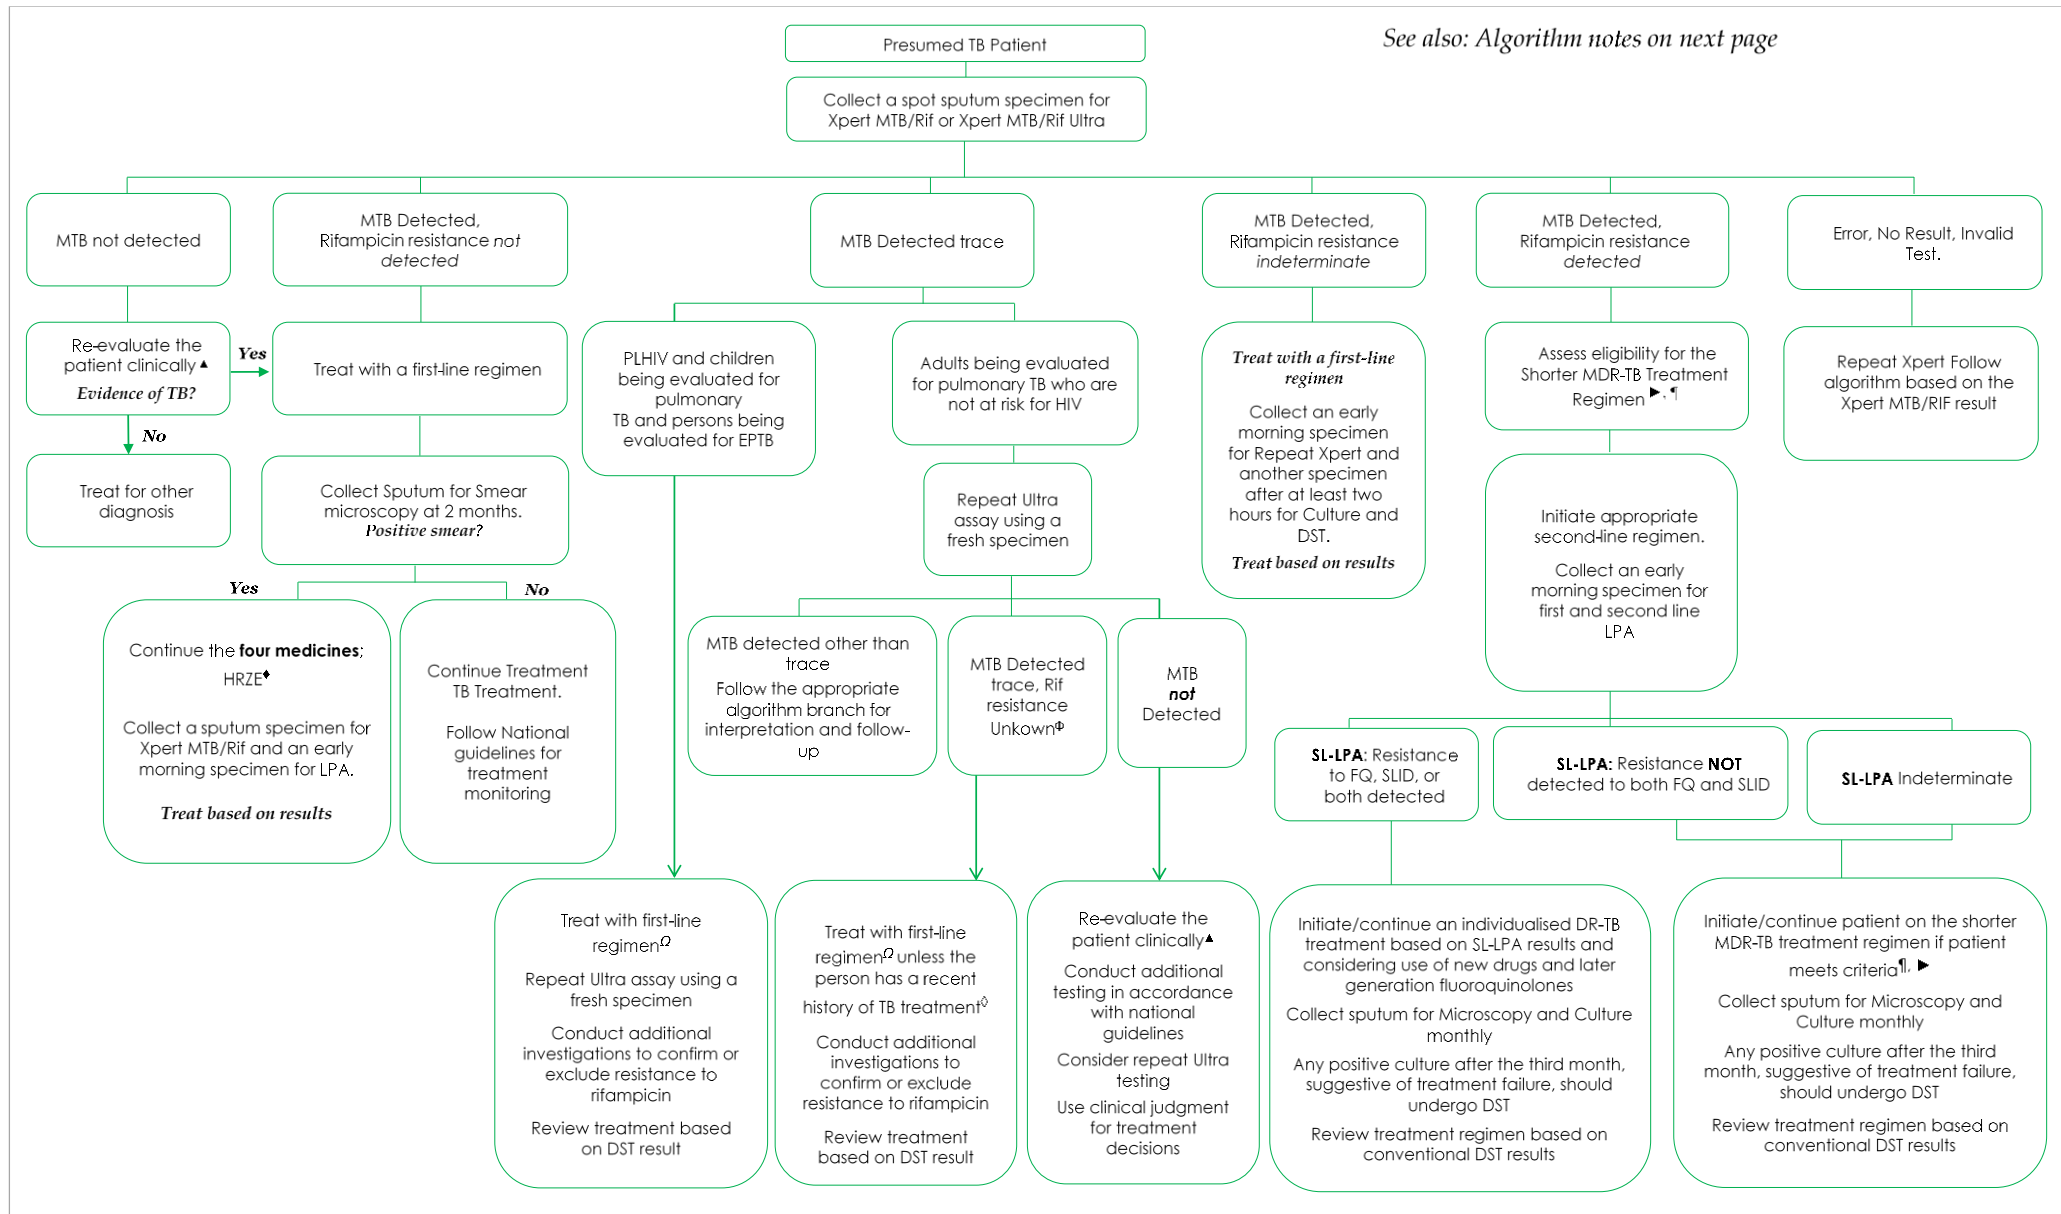 See also: Algorithm notes on next page
Presumed TB Patient
Collect a spot sputum specimen for
Xpert MTB/Rif or Xpert MTB/Rif Ultra
MTB not detected
MTB Detected,
Rifampicin resistance not
detected
MTB Detected trace
MTB Detected,
Rifampicin resistance
indeterminate
MTB Detected,
Rifampicin resistance
detected
Error, No Result, Invalid
Test.
Re-evaluate the
patient clinically ▲
Evidence of TB?
Yes
No
Treat for other
diagnosis
Treat with a first-line regimen
Collect Sputum for Smear
microscopy at 2 months.
Positive smear?
Yes
No
Continue the four medicines;
HRZE♦
Collect a sputum specimen for
Xpert MTB/Rif and an early
morning specimen for LPA.
Treat based on results
Continue Treatment
TB Treatment.
Follow National
guidelines for
treatment
monitoring
PLHIV and children
being evaluated for
pulmonary
TB and persons being
evaluated for EPTB
Adults being evaluated
for pulmonary TB who are
not at risk for HIV
Repeat Ultra
assay using a
fresh specimen
MTB detected other than
trace
Follow the appropriate
algorithm branch for
interpretation and follow-
up
MTB Detected
trace, Rif
resistance
UnkownΦ
MTB
not
Detected
Treat with first-line
regimenΩ
Repeat Ultra assay using a
fresh specimen
Conduct additional
investigations to confirm or
exclude resistance to
rifampicin
Review treatment based
on DST result
Treat with first-line
regimenΩ unless the
person has a recent
history of TB treatment◊
Conduct additional
investigations to
confirm or exclude
resistance to rifampicin
Review treatment
based on DST result
Re-evaluate the
patient clinically▲
Conduct additional
testing in accordance
with national
guidelines
Consider repeat Ultra
testing
Use clinical judgment
for treatment
decisions
Treat with a first-line
regimen
Collect an early
morning specimen
for Repeat Xpert and
another specimen
after at least two
hours for Culture and
DST.
Treat based on results
Assess eligibility for the
Shorter MDR-TB Treatment
Regimen ►, ¶
Initiate appropriate
second-line regimen.
Collect an early
morning specimen for
first and second line
LPA
SL-LPA: Resistance
to FQ, SLID, or
both detected
SL-LPA: Resistance NOT
detected to both FQ and SLID
SL-LPA Indeterminate
Initiate/continue an individualised DR-TB
treatment based on SL-LPA results and
considering use of new drugs and later
generation fluoroquinolones
Collect sputum for Microscopy and Culture
monthly
Any positive culture after the third month,
suggestive of treatment failure, should
undergo DST
Review treatment regimen based on
conventional DST results
Initiate/continue patient on the shorter
MDR-TB treatment regimen if patient
meets criteria¶, ►
Collect sputum for Microscopy and
Culture monthly
Any positive culture after the third
month, suggestive of treatment failure,
should undergo DST
Review treatment regimen based on
conventional DST results
Repeat Xpert Follow
algorithm based on the
Xpert MTB/RIF result